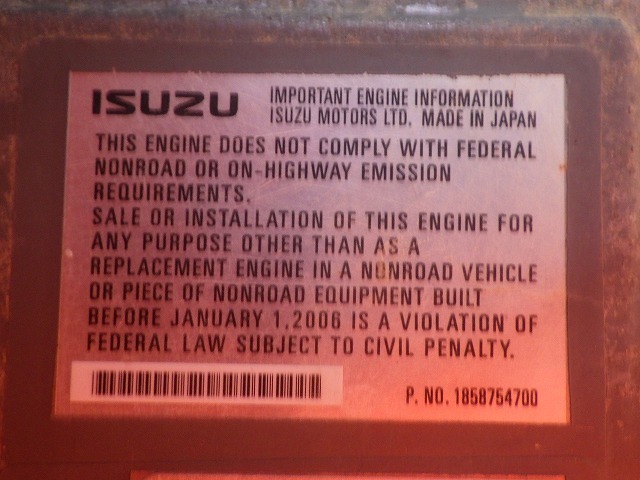 ISUZU
IMPORTANT ENGINE INFORMATION
ISUZU MOTORS LTD. MADE IN JAPAN
THIS ENGINE DOES NOT COMPLY WITH FEDERAL
NONROAD OR ON-HIGHWAY EMISSION
REQUIREMENTS.
SALE OR INSTALLATION OF THIS ENGINE FOR
ANY PURPOSE OTHER THAN AS A
REPLACEMENT ENGINE IN A NONROAD VEHICLE
OR PIECE OF NONROAD EQUIPMENT BUILT
BEFORE JANUARY 1,2006 IS A VIOLATION OF
FEDERAL LAW SUBJECT TO CIVIL PENALTY.
P. NO. 1858754700